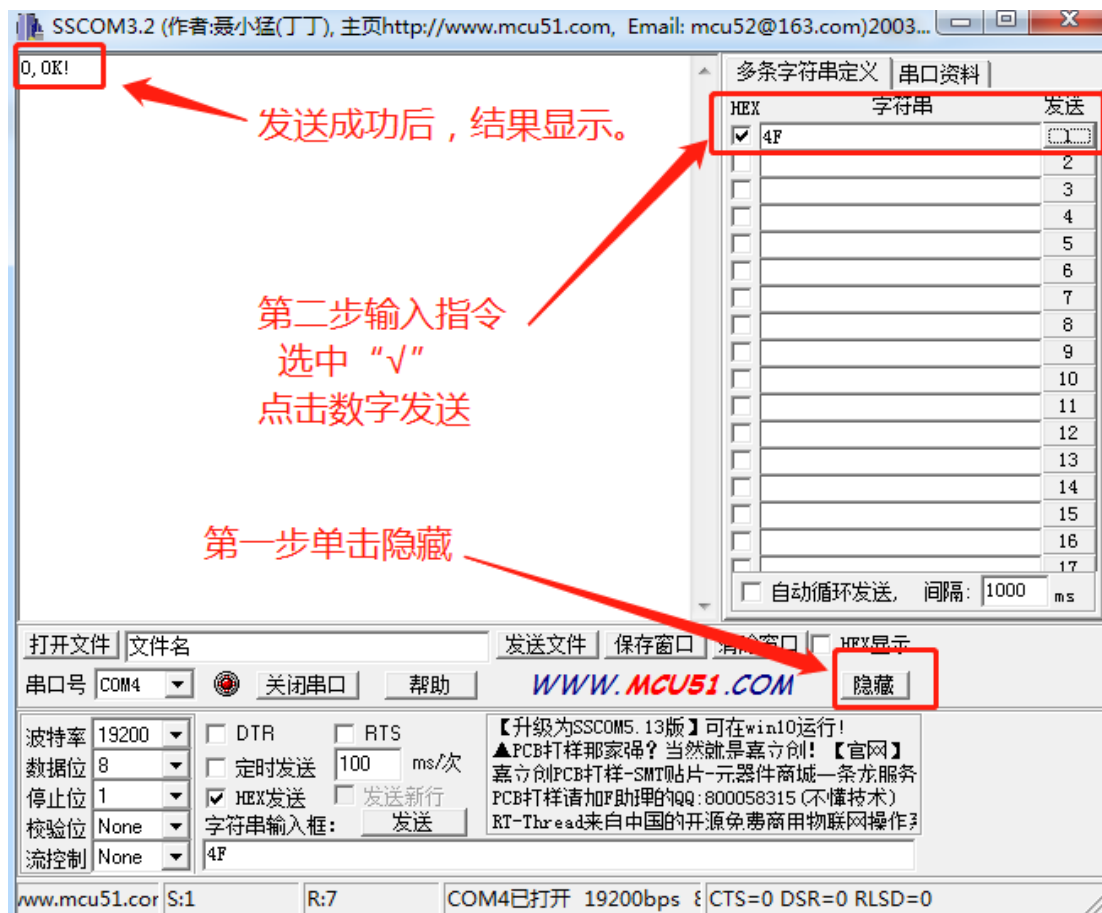 SSCOM3.2 (作者:聂小猛(丁丁), 主页http://www.mcu51.com, Email: mcu52@163.com)2003...
O,OK!
发送成功后，结果显示。
多条字符串定义
串口资料
HEX 字符串 发送
4F 1
2
3
4
第二步输入指令
选中“√”
点击数字发送
5
6
7
8
9
10
11
12
13
14
15
16
17
第一步单击隐藏
自动循环发送, 间隔: 1000 ms
打开文件 文件名 发送文件 保存窗口 清除窗口 HEX显示
串口号 COM4 关闭串口 帮助 WWW.MCU51.COM 隐藏
波特率 19200 DTR RTS
数据位 8 定时发送 100 ms/次
停止位 1 HEX发送 发送新行
校验位 None 字符串输入框: 发送
流控制 None 4F
【升级为SSCOM5.13版】可在win10运行!
▲PCB打样那家强? 当然就是嘉立创! 【官网】
嘉立创PCB打样-SMT贴片-元器件商城—条龙服务
PCB打样请加F助理的QQ:800058315(不懂技术)
RT-Thread来自中国的开源免费商用物联网操作
www.mcu51.cor S:1 R:7 COM4已打开 19200bps 8 CTS=0 DSR=0 RLSD=0